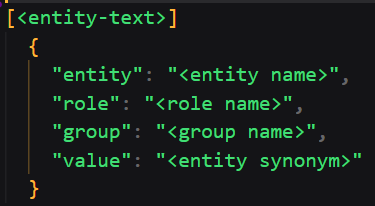 [<entity-text>]
{
"entity": "<entity name>",
"role": "<role name>",
"group": "<group name>",
"value": "<entity synonym>"
}